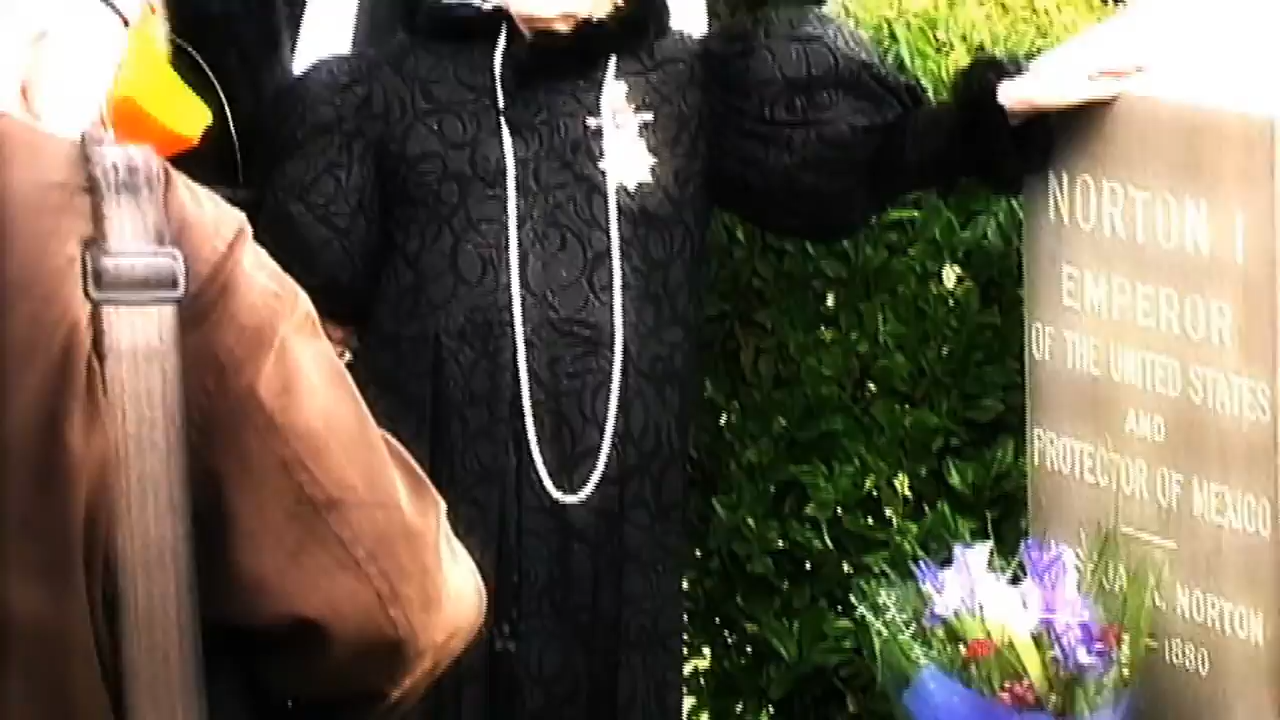 NORTON I
EMPEROR
OF THE UNITED STATES
AND
PROTECTOR OF MEXICO
A. NORTON
1880